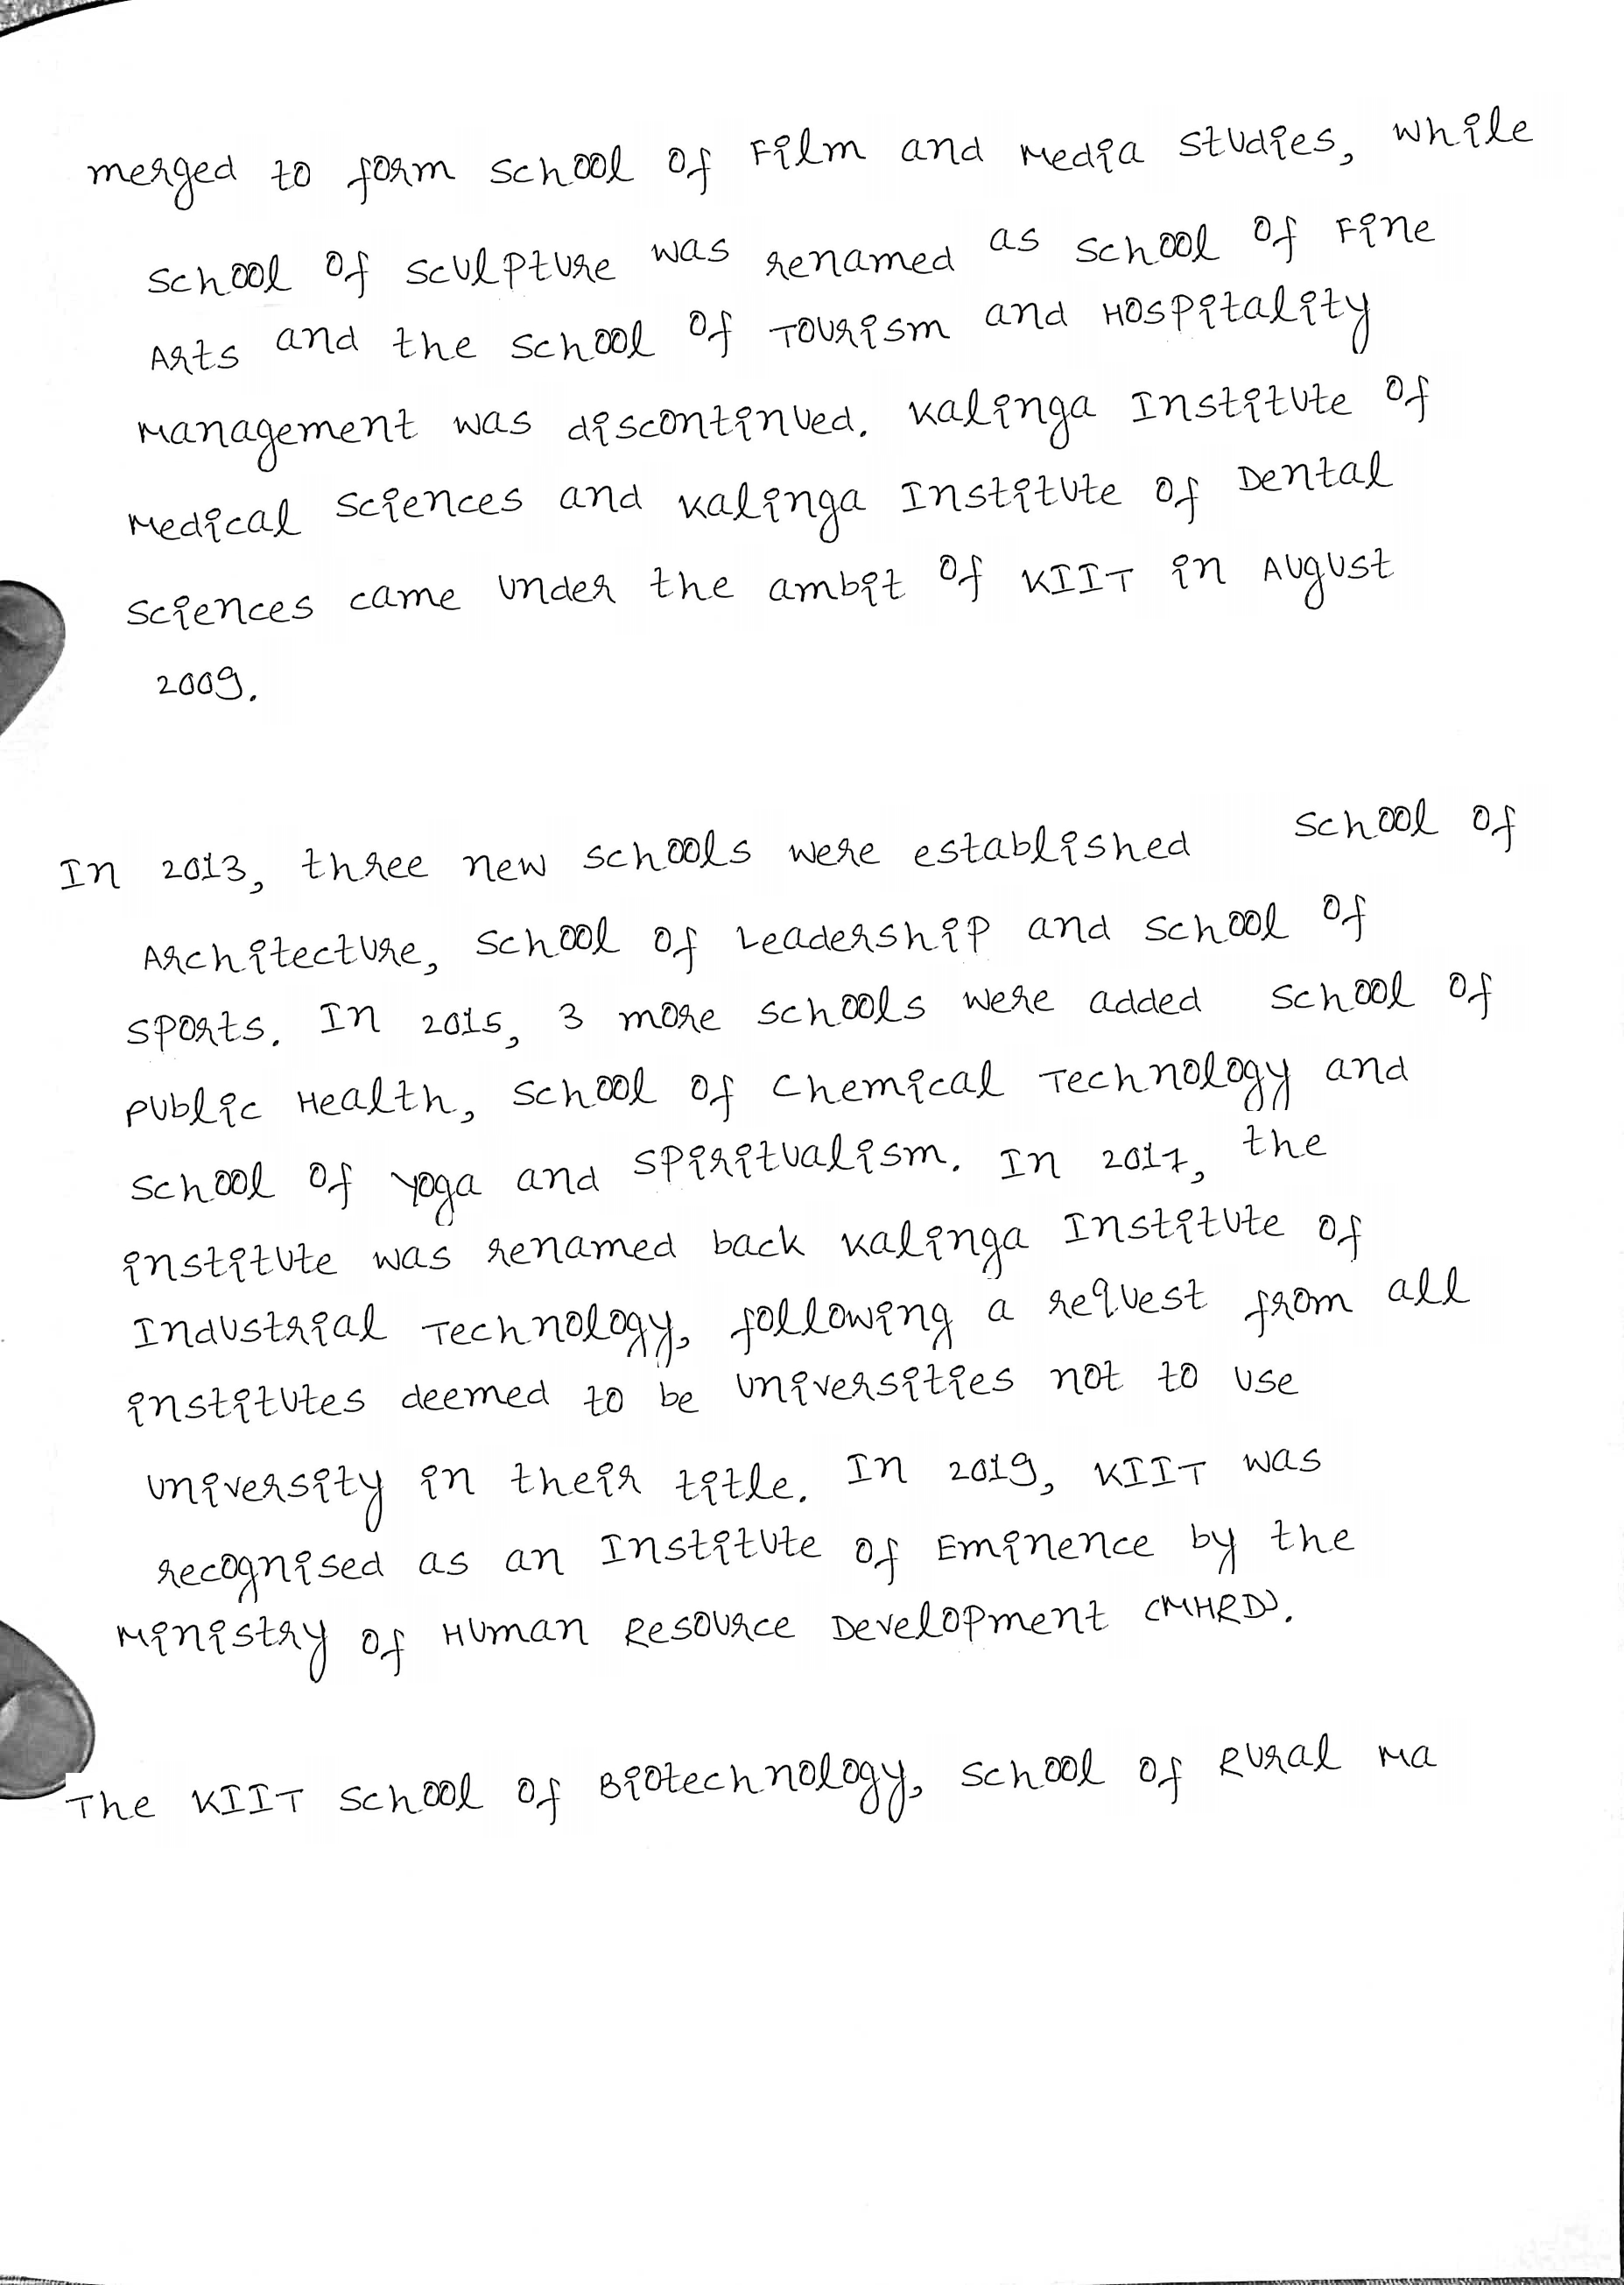 merged to form School of Film and Media Studies, while
School of Sculpture was renamed as School of Fine
Arts and the School of Tourism and Hospitality
Management was discontinued. Kalinga Institute of
Medical Sciences and Kalinga Institute of Dental
Sciences came under the ambit of KIIT in August
2009.
In 2013, three new schools were established School of
Architecture, School of Leadership and School of
Sports. In 2015, 3 more schools were added School of
Public Health, School of Chemical Technology and
School of Yoga and Spiritualism. In 2017, the
institute was renamed back Kalinga Institute of
Industrial Technology, following a request from all
institutes deemed to be universities not to use
university in their title. In 2019, KIIT was
recognised as an Institute of Eminence by the
Ministry of Human Resource Development (MHRD).
The KIIT School of Biotechnology, School of Rural Ma